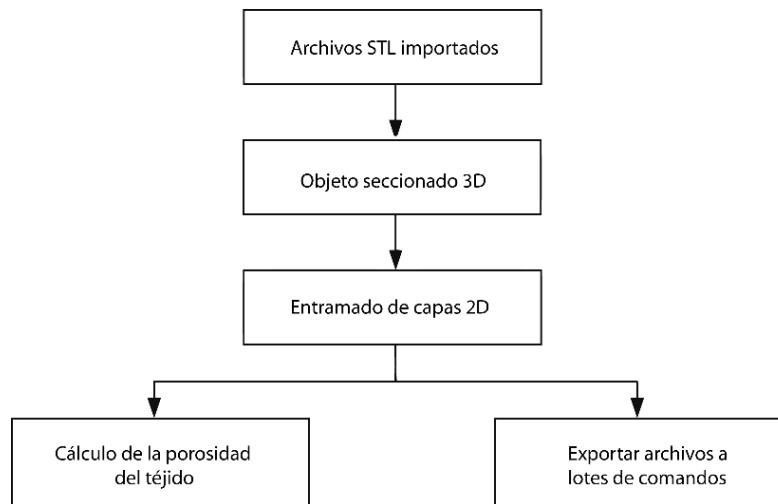 Archivos STL importados
Objeto seccionado 3D
Entramado de capas 2D
Cálculo de la porosidad
del téjido
Exportar archivos a
lotes de comandos